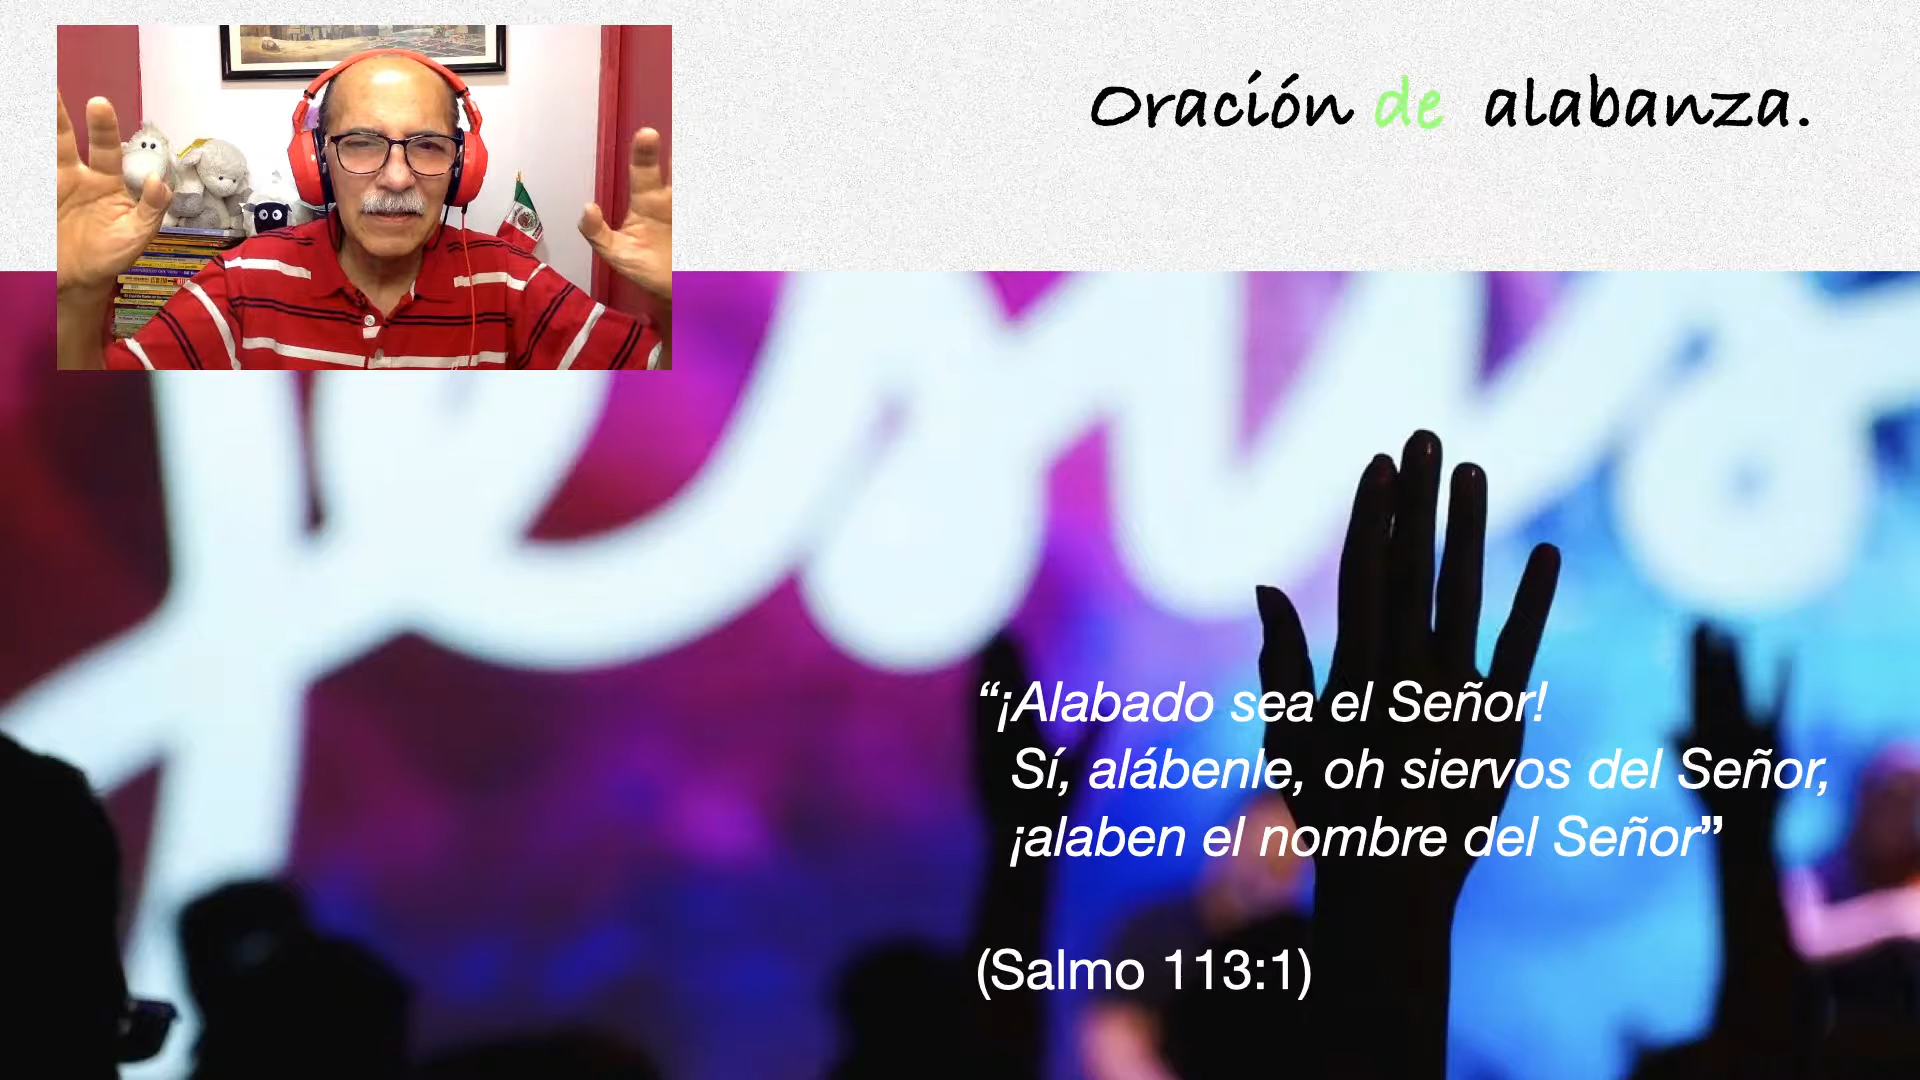 Oración de alabanza.
Jesus
“¡Alabado sea el Señor!
Sí, alábenle, oh siervos del Señor,
¡alaben el nombre del Señor”
(Salmo 113:1)